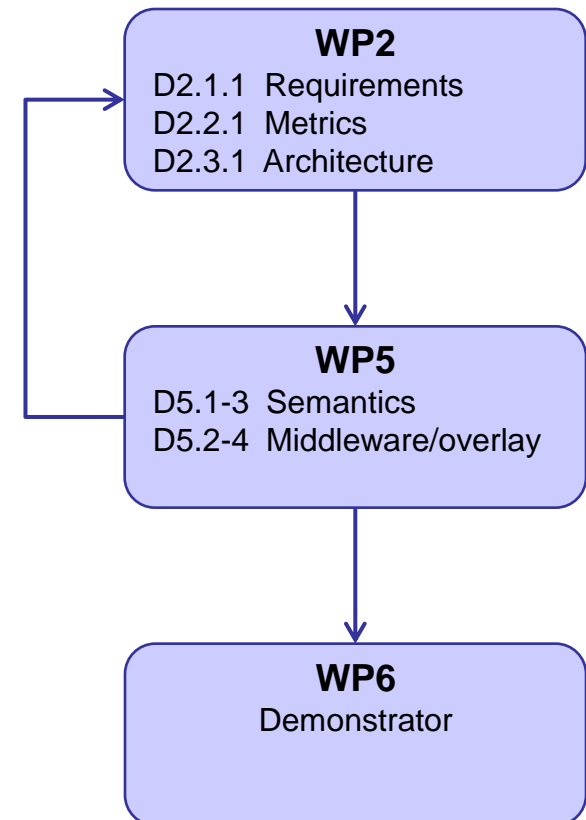 WP2
D2.1.1 Requirements
D2.2.1 Metrics
D2.3.1 Architecture
WP5
D5.1-3 Semantics
D5.2-4 Middleware/overlay
WP6
Demonstrator